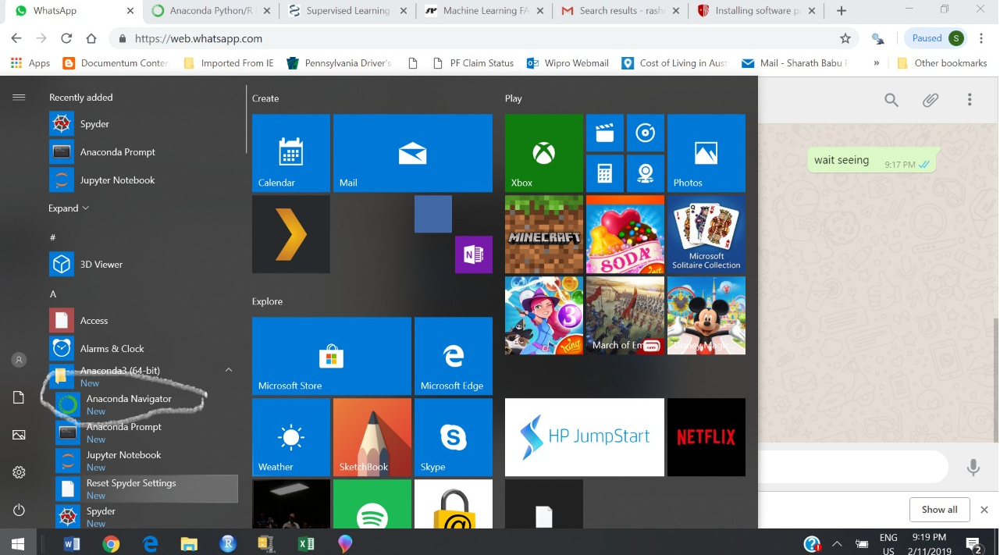 WhatsApp
Anaconda Python/R
Supervised Learning
Machine Learning FA
Search results - rash
Installing software p
https://web.whatsapp.com
Paused
S
Apps
Documentum Conte
Imported From IE
Pennsylvania Driver's
PF Claim Status
Wipro Webmail
Cost of Living in Aust
Mail - Sharath Babu
»
Other bookmarks
Recently added
Spyder
Anaconda Prompt
Jupyter Notebook
Expand
#
3D Viewer
A
Access
Alarms & Clock
Anaconda3 (64-bit)
New
Anaconda Navigator
New
Anaconda Prompt
New
Jupyter Notebook
New
Reset Spyder Settings
New
Spyder
New
Create
Calendar
Mail
N
Explore
Microsoft Store
Microsoft Edge
Weather
SketchBook
Skype
@
Play
Xbox
Photos
MINECRAFT
SODA
Microsoft
Solitaire Collection
3
King
March of Em
Disney Magic
HP JumpStart
NETFLIX
wait seeing
9:17 PM
Show all
ENG
US
9:19 PM
2/11/2019
2